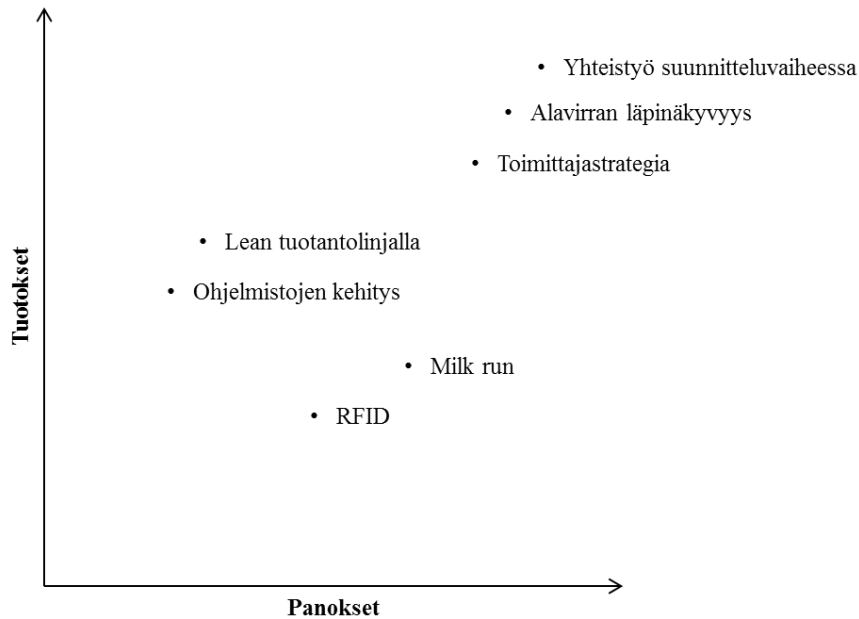 • Yhteistyö suunnitteluvaiheessa
• Alavirran läpinäkyvyys
• Toimittajastrategia
• Lean tuotantolinjalla
• Ohjelmistojen kehitys
• Milk run
• RFID
Tuotokset
Panokset